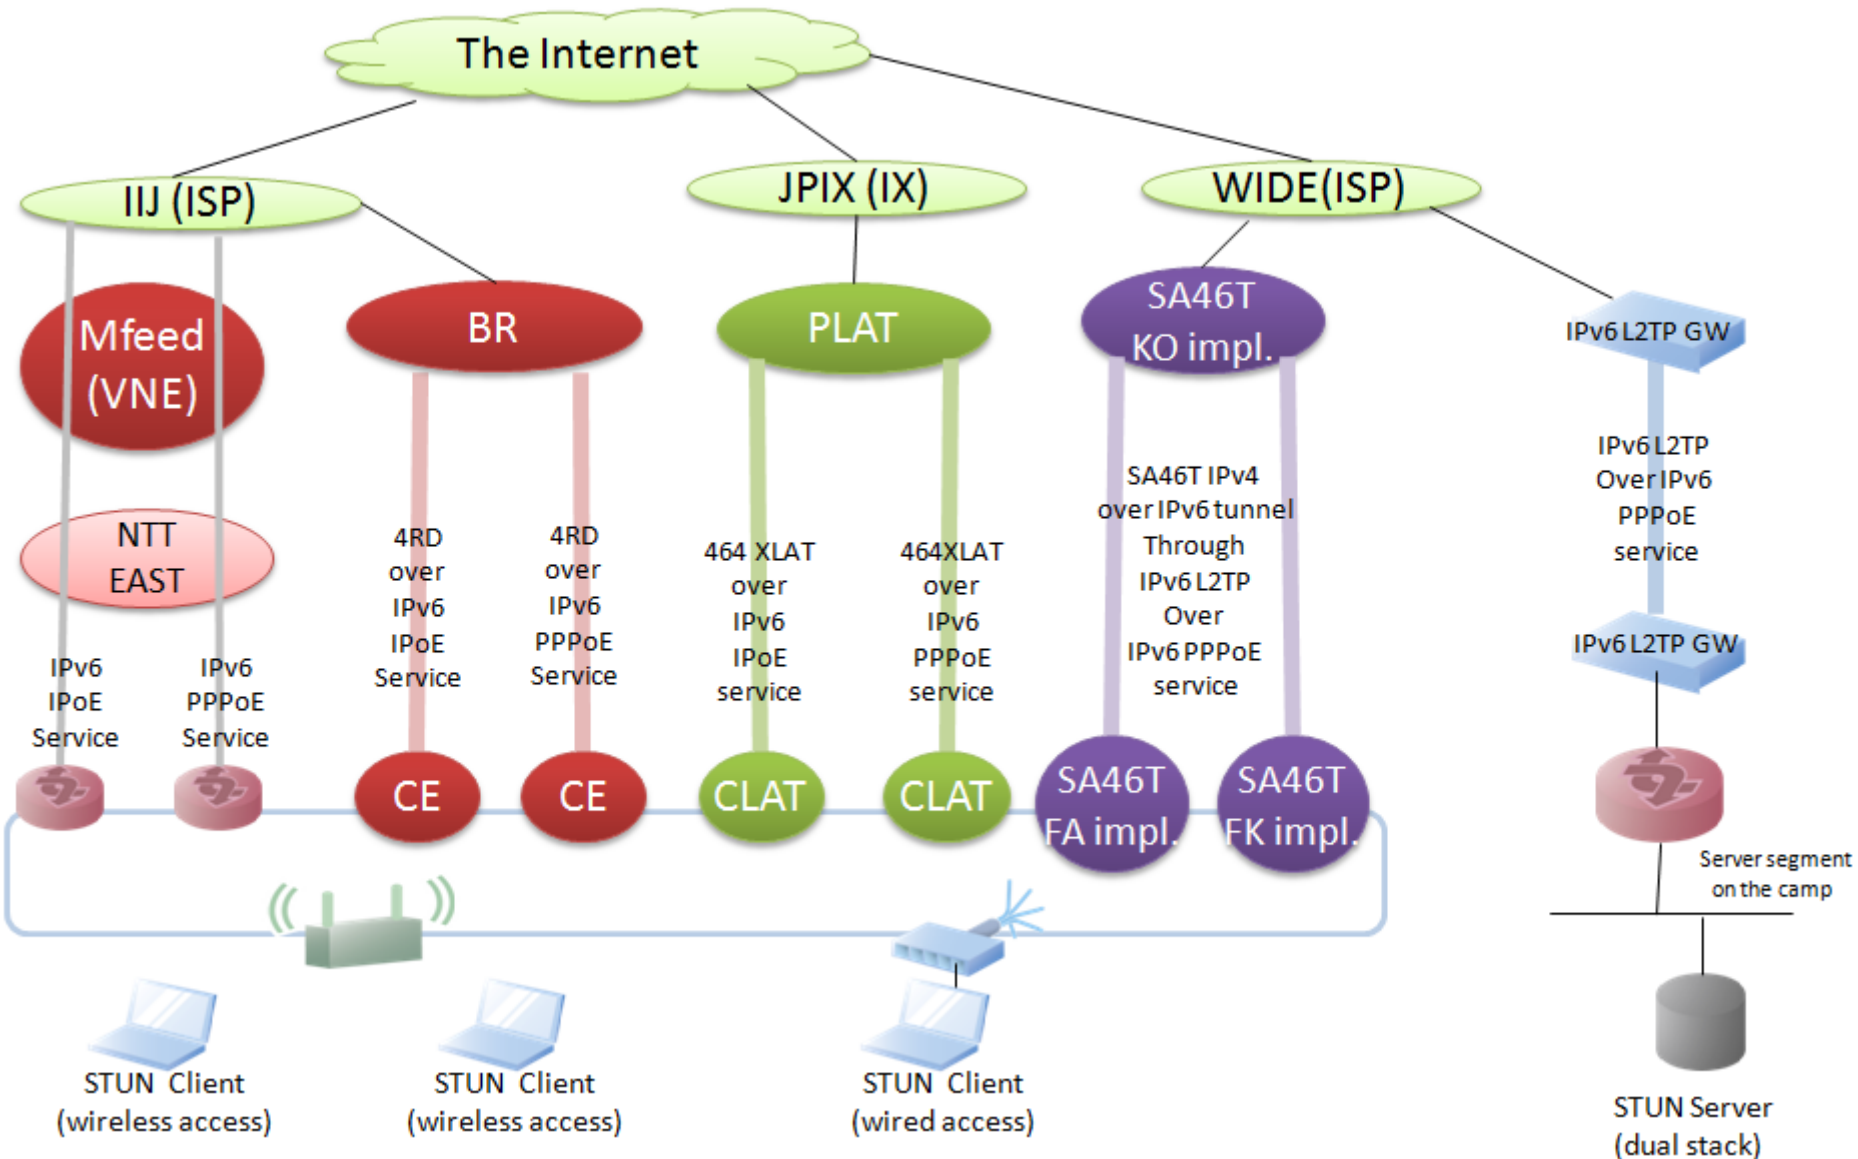 The Internet
IIJ (ISP)
JPIX (IX)
WIDE(ISP)
Mfeed
(VNE)
BR
PLAT
SA46T
KO impl.
IPv6 L2TP GW
NTT
EAST
IPv6
IPoE
Service
IPv6
PPPoE
Service
4RD
over
IPv6
IPoE
Service
4RD
over
IPv6
PPPoE
Service
464 XLAT
over
IPv6
IPoE
service
464XLAT
over
IPv6
PPPoE
service
SA46T IPv4
over IPv6 tunnel
Through
IPv6 L2TP
Over
IPv6 PPPoE
service
IPv6 L2TP
Over IPv6
PPPoE
service
IPv6 L2TP GW
CE
CE
CLAT
CLAT
SA46T
FA impl.
SA46T
FK impl.
Server segment
on the camp
STUN Client
(wireless access)
STUN Client
(wireless access)
STUN Client
(wired access)
STUN Server
(dual stack)